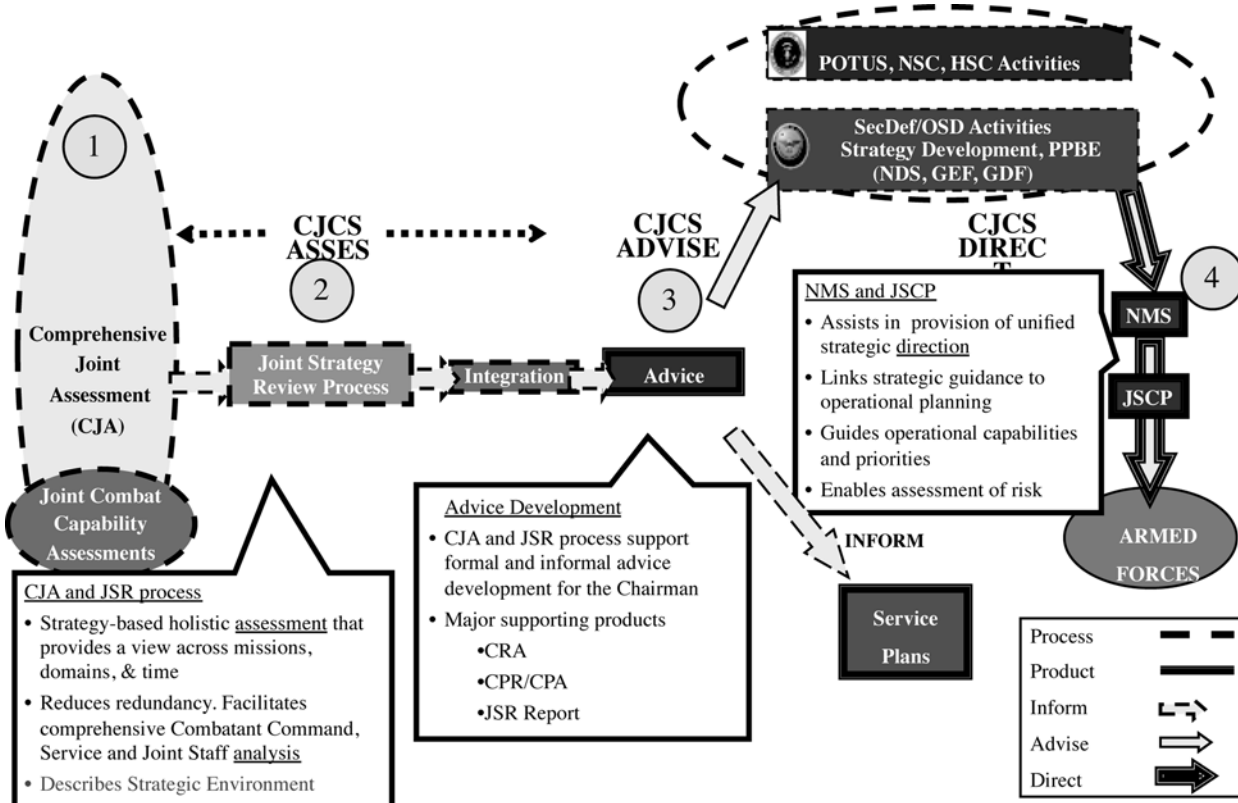 POTUS, NSC, HSC Activities
SecDef/OSD Activities
Strategy Development, PPBE
(NDS, GEF, GDF)
1
CJCS
ASSES
2
CJCS
ADVISE
3
CJCS
DIREC
T
4
Comprehensive
Joint
Assessment
(CJA)
Joint Strategy
Review Process
Integration
Advice
NMS
JSCP
ARMED
FORCES
NMS and JSCP
• Assists in provision of unified
strategic direction
• Links strategic guidance to
operational planning
• Guides operational capabilities
and priorities
• Enables assessment of risk
Joint Combat
Capability
Assessments
CJA and JSR process
• Strategy-based holistic assessment that
provides a view across missions,
domains, & time
• Reduces redundancy. Facilitates
comprehensive Combatant Command,
Service and Joint Staff analysis
• Describes Strategic Environment
Advice Development
• CJA and JSR process support
formal and informal advice
development for the Chairman
• Major supporting products
•CRA
•CPR/CPA
•JSR Report
INFORM
Service
Plans
Process
Product
Inform
Advise
Direct